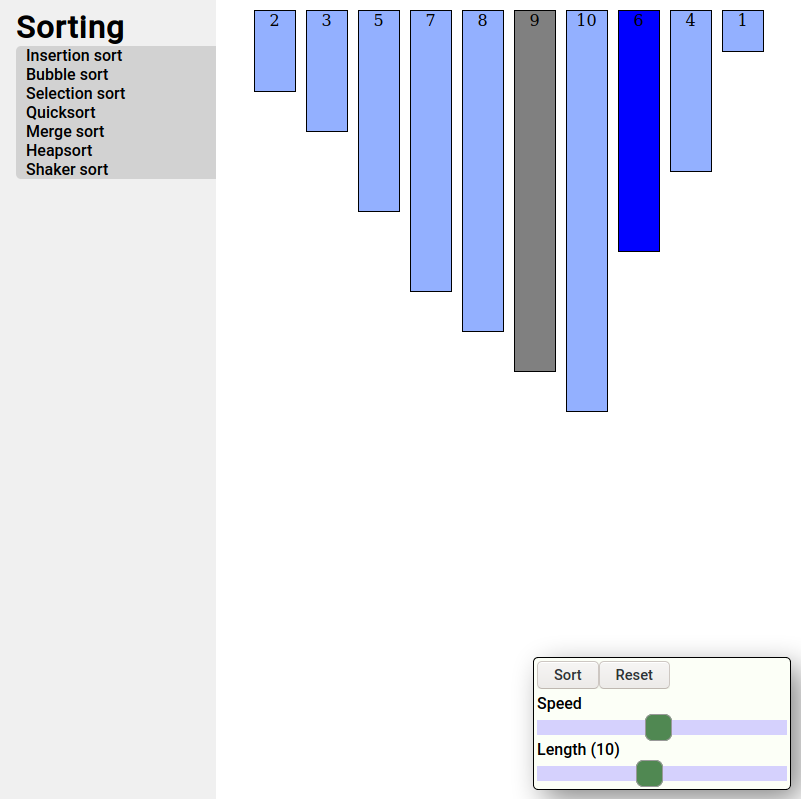 Sorting
Insertion sort
Bubble sort
Selection sort
Quicksort
Merge sort
Heapsort
Shaker sort
2 3 5 7 8 9 10 6 4 1
Sort Reset
Speed
Length (10)